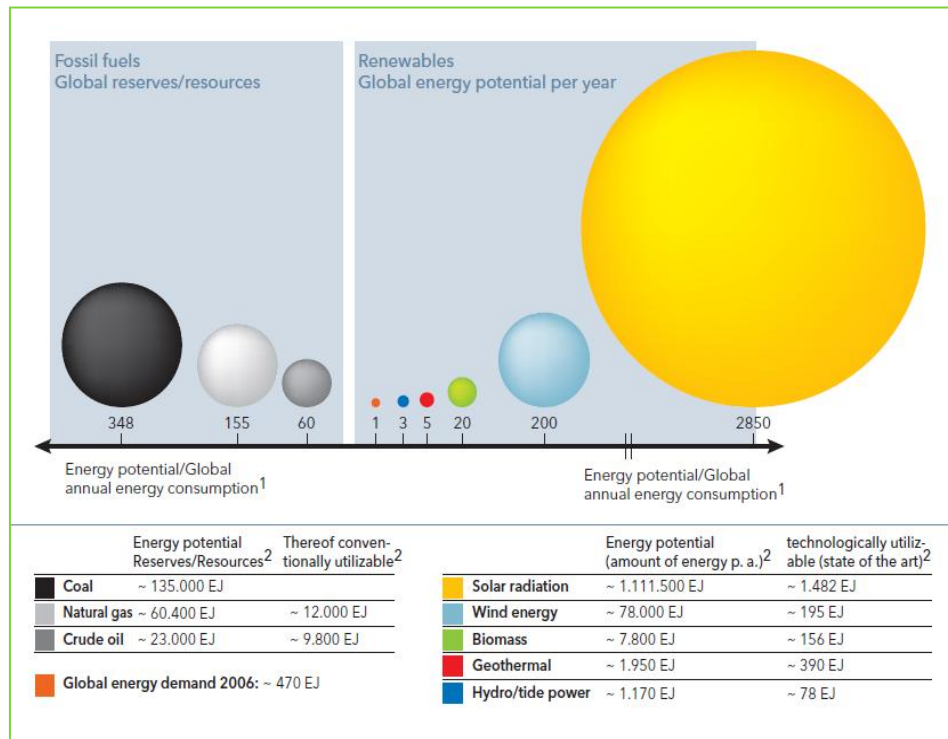 Fossil fuels
Global reserves/resources
Renewables
Global energy potential per year
348 155 60 1 3 5 20 200 2850
Energy potential/Global
annual energy consumption1
Energy potential/Global
annual energy consumption1
Energy potential Thereof conven-
Reserves/Resources2 tionally utilizable2
Coal ~ 135.000 EJ
Natural gas ~ 60.400 EJ ~ 12.000 EJ
Crude oil ~ 23.000 EJ ~ 9.800 EJ
Global energy demand 2006: ~ 470 EJ
Energy potential technologically utiliz-
(amount of energy p. a.)2 able (state of the art)2
Solar radiation ~ 1.111.500 EJ ~ 1.482 EJ
Wind energy ~ 78.000 EJ ~ 195 EJ
Biomass ~ 7.800 EJ ~ 156 EJ
Geothermal ~ 1.950 EJ ~ 390 EJ
Hydro/tide power ~ 1.170 EJ ~ 78 EJ